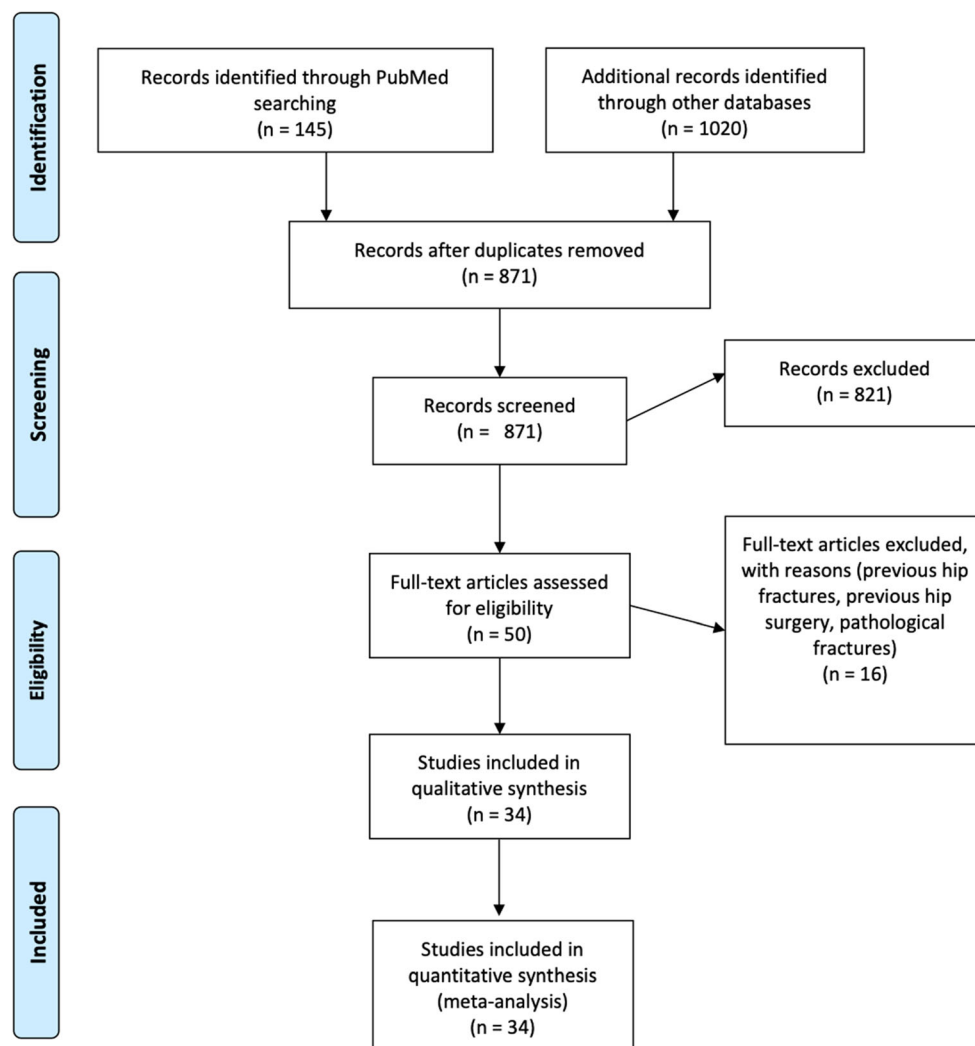 Identification
Records identified through PubMed
searching
(n = 145)
Additional records identified
through other databases
(n = 1020)
Records after duplicates removed
(n = 871)
Screening
Records screened
(n = 871)
Records excluded
(n = 821)
Eligibility
Full-text articles assessed
for eligibility
(n = 50)
Full-text articles excluded,
with reasons (previous hip
fractures, previous hip
surgery, pathological
fractures)
(n = 16)
Studies included in
qualitative synthesis
(n = 34)
Included
Studies included in
quantitative synthesis
(meta-analysis)
(n = 34)